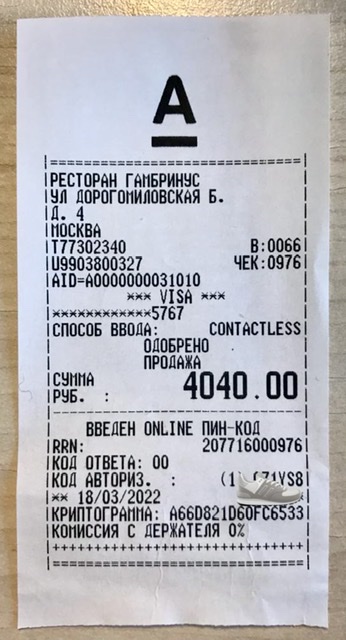 А
РЕСТОРАН ГАМБРИНУС
УЛ ДОРОГОМИЛОВСКАЯ Б.
Д. 4
МОСКВА
T77302340 В:0066
U9903800327 ЧЕК:0976
AID=A0000000031010
*** VISA ***
************5767
СПОСОБ ВВОДА: CONTACTLESS
ОДОБРЕНО
ПРОДАЖА
СУММА
РУБ. : 4040.00
ВВЕДЕН ONLINE ПИН-КОД
RRN: 207716000976
КОД ОТВЕТА: 00
КОД АВТОРИЗ. :
** 18/03/2022
КРИПТОГРАММА: A66D821D60FC6533
КОМИССИЯ С ДЕРЖАТЕЛЯ 0%